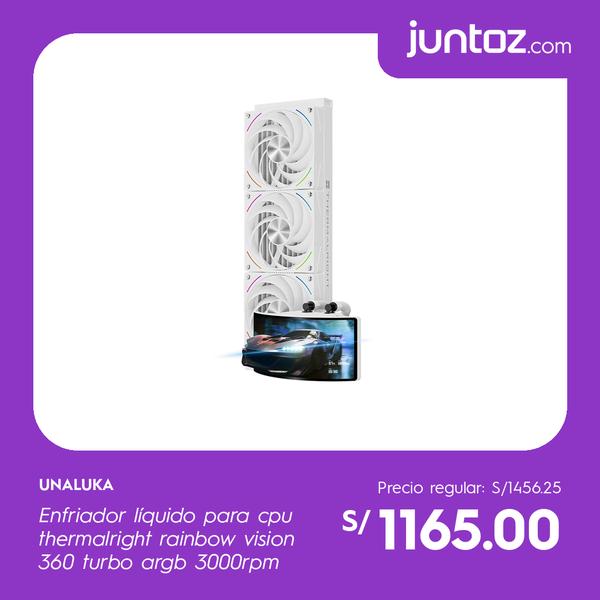 juntoz.com
THERMALRIGHT
UNALUKA
Enfriador líquido para cpu
thermalright rainbow vision
360 turbo argb 3000rpm
Precio regular: S/1456.25
S/ 1165.00